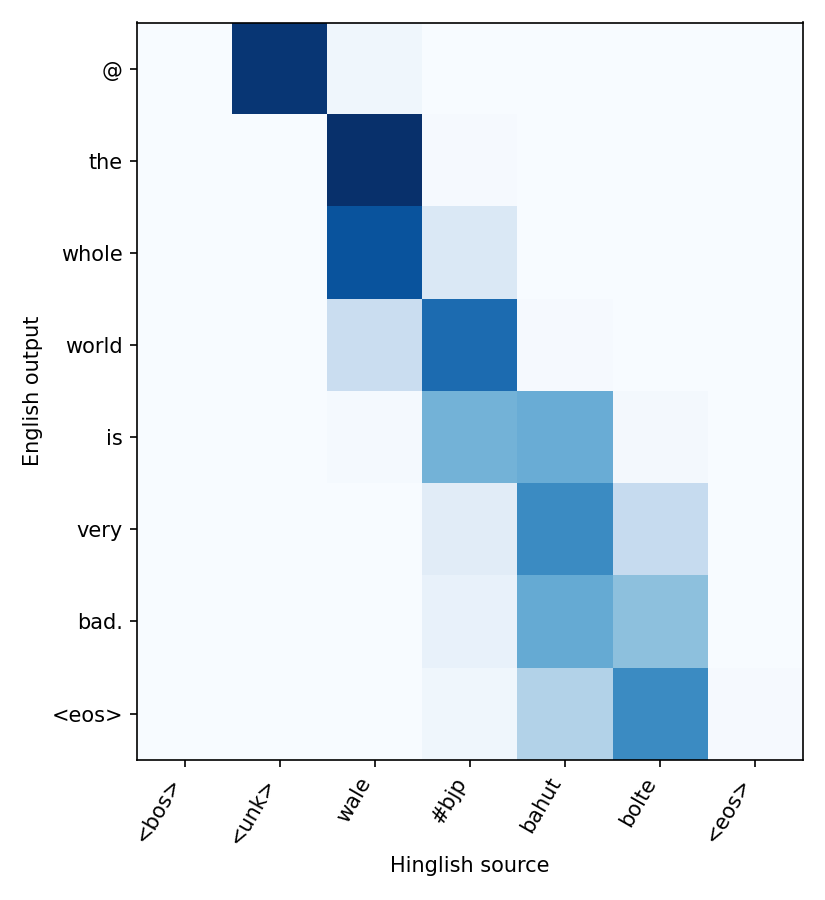 @
the
whole
world
is
very
bad.
<eos>
English output
<bos>
<unk>
wale
#bjp
bahut
bolte
<eos>
Hinglish source